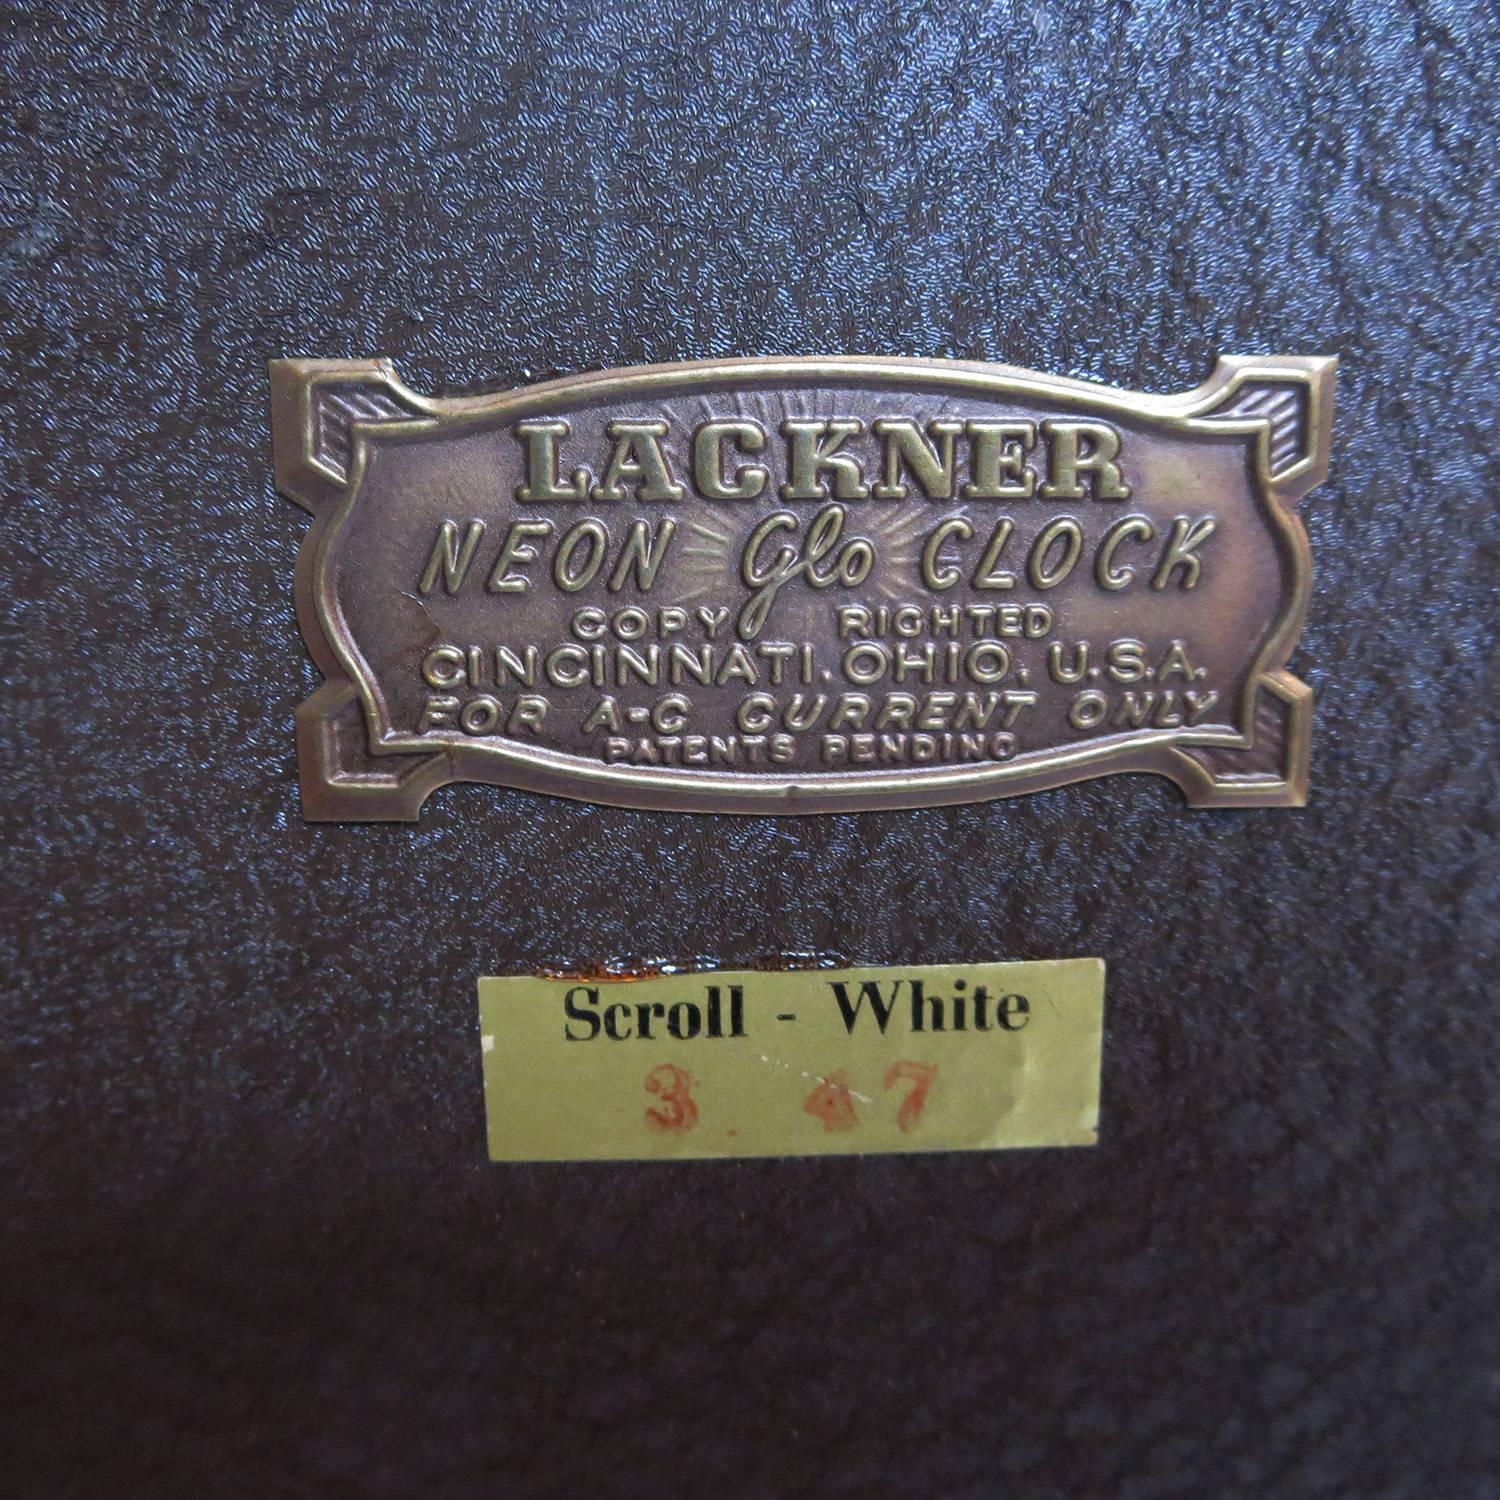 LACKNER
NEON Glo CLOCK
COPY RIGHTED
CINCINNATI, OHIO, U.S.A.
FOR A-C CURRENT ONLY
PATENTS PENDING
Scroll - White
3 47